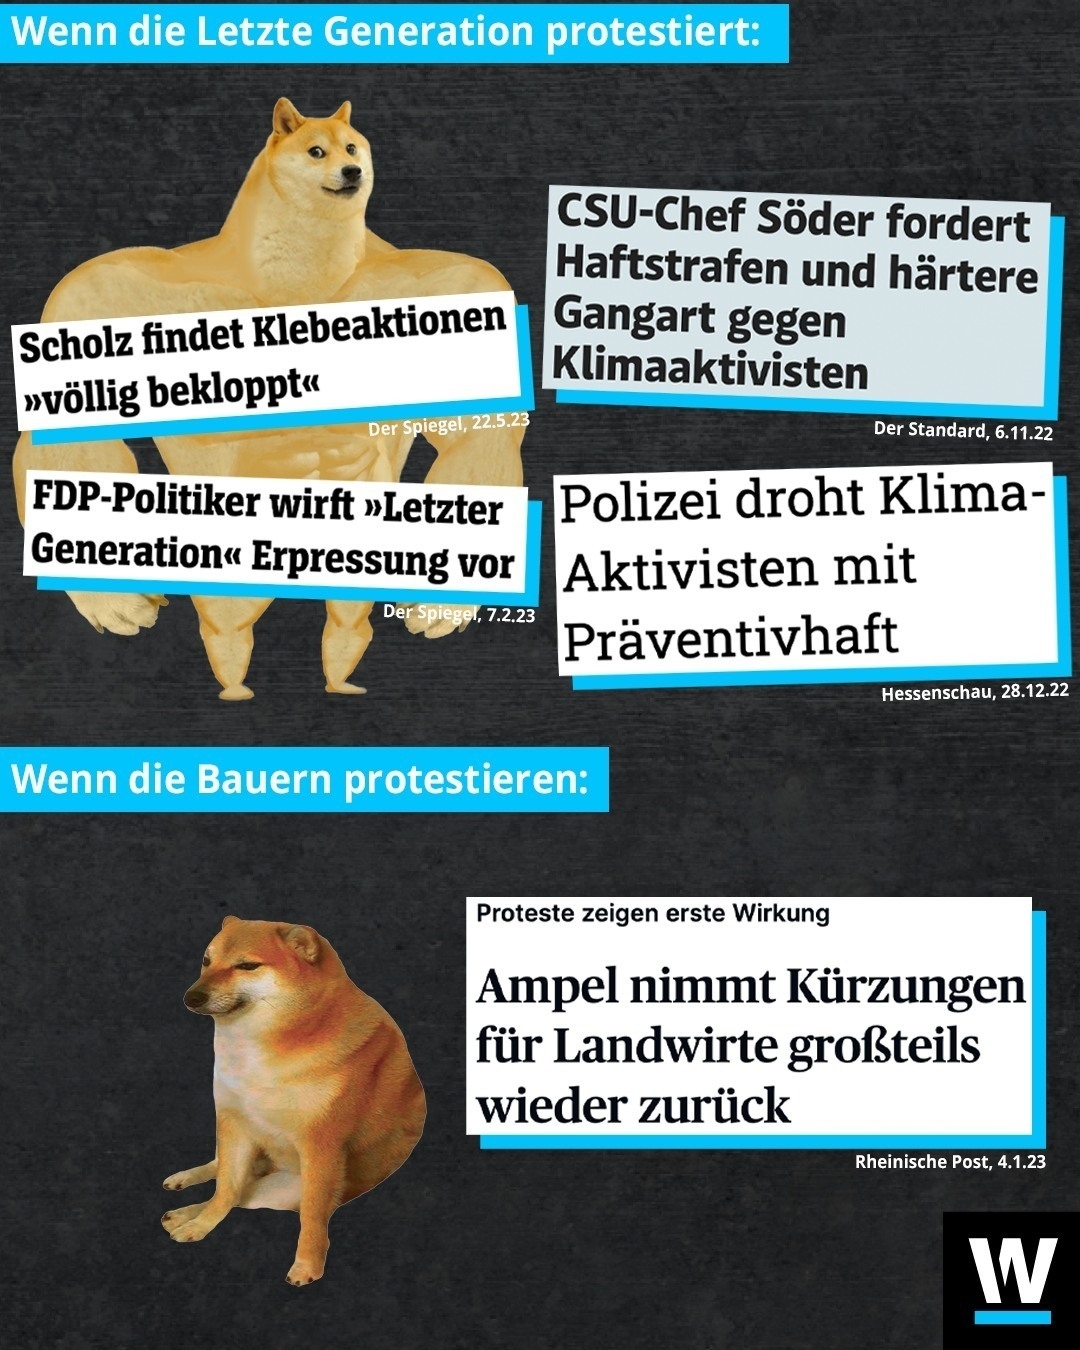 Wenn die Letzte Generation protestiert:
CSU-Chef Söder fordert
Haftstrafen und härtere
Gangart gegen
Klimaaktivisten
Der Standard, 6.11.22
Scholz findet Klebeaktionen
»völlig bekloppt«
Der Spiegel, 22.5.23
FDP-Politiker wirft »Letzter
Generation« Erpressung vor
Der Spiegel, 7.2.23
Polizei droht Klima-
Aktivisten mit
Präventivhaft
Hessenschau, 28.12.22
Wenn die Bauern protestieren:
Proteste zeigen erste Wirkung
Ampel nimmt Kürzungen
für Landwirte großteils
wieder zurück
Rheinische Post, 4.1.23
W